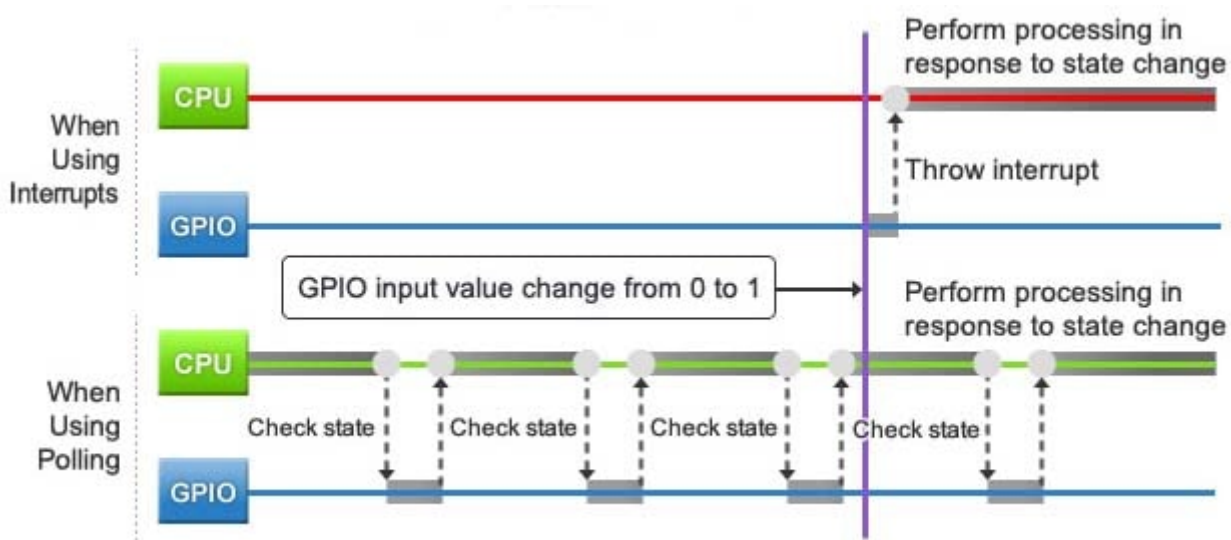 Perform processing in
response to state change
CPU
When
Using
Interrupts
Throw interrupt
GPIO
GPIO input value change from 0 to 1
Perform processing in
response to state change
CPU
When
Using
Polling
Check state
Check state
Check state
Check state
GPIO